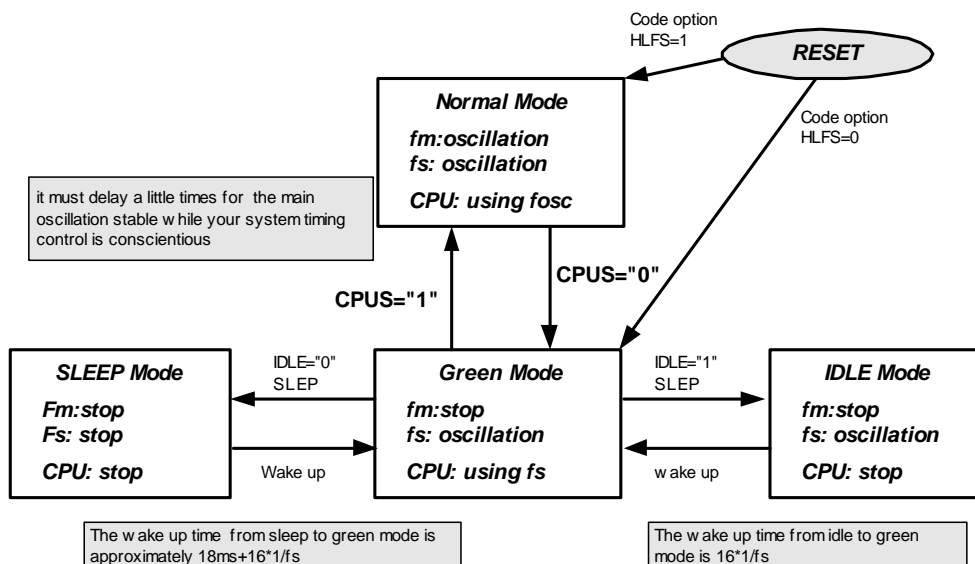 Code option
HLFS=1
RESET
Normal Mode
fm:oscillation
fs: oscillation
CPU: using fosc
Code option
HLFS=0
it must delay a little times for the main
oscillation stable while your system timing
control is conscientious
CPUS="1"
CPUS="0"
SLEEP Mode
Fm:stop
Fs: stop
CPU: stop
IDLE="0"
SLEP
Wake up
Green Mode
fm:stop
fs: oscillation
CPU: using fs
IDLE="1"
SLEP
wake up
IDLE Mode
fm:stop
fs: oscillation
CPU: stop
The wake up time from sleep to green mode is
approximately 18ms+16*1/fs
The wake up time from idle to green
mode is 16*1/fs